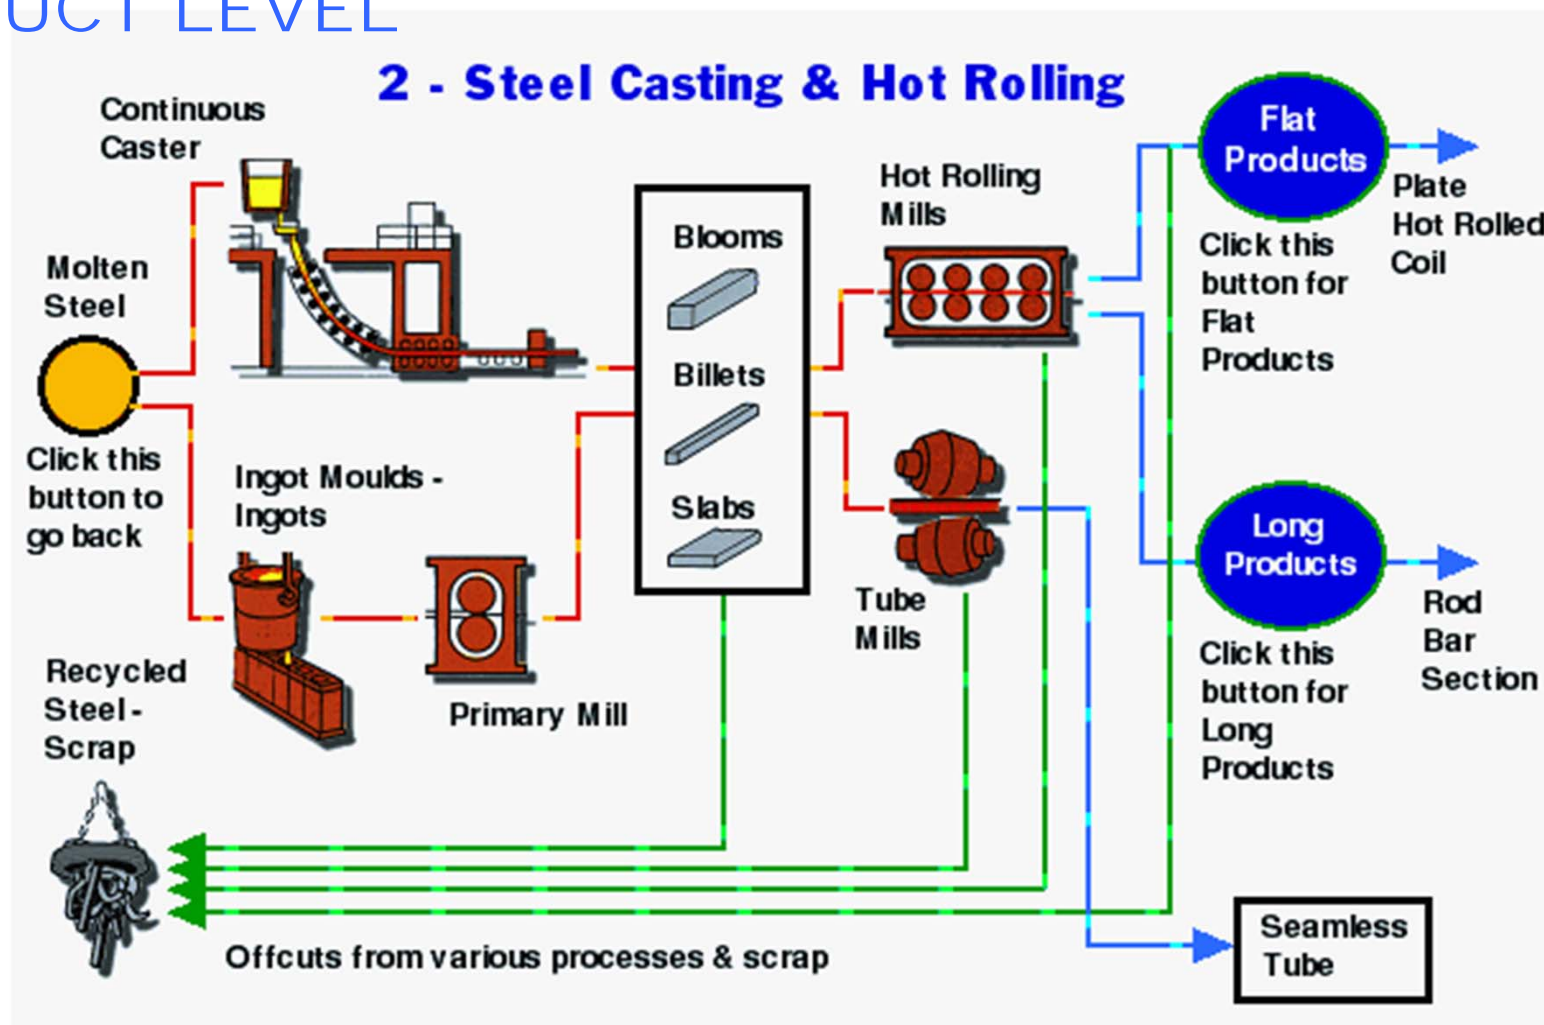 UCT LEVEL
2 - Steel Casting & Hot Rolling
Continuous
Caster
Molten
Steel
Click this
button to
go back
Ingot Moulds -
Ingots
Primary Mill
Recycled
Steel -
Scrap
Offcuts from various processes & scrap
Blooms
Billets
Slabs
Hot Rolling
Mills
Tube
Mills
Flat
Products
Plate
Hot Rolled
Coil
Click this
button for
Flat
Products
Long
Products
Rod
Bar
Section
Click this
button for
Long
Products
Seamless
Tube